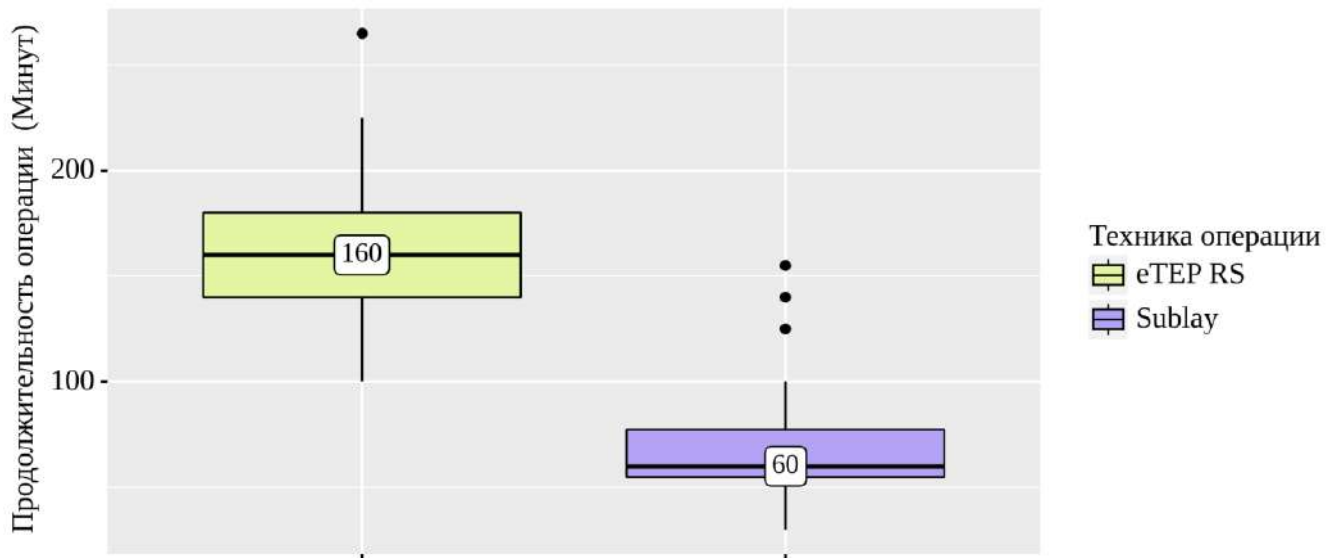 Продолжительность операции (Минут)
200
160
100
60
Техника операции
eTEP RS
Sublay